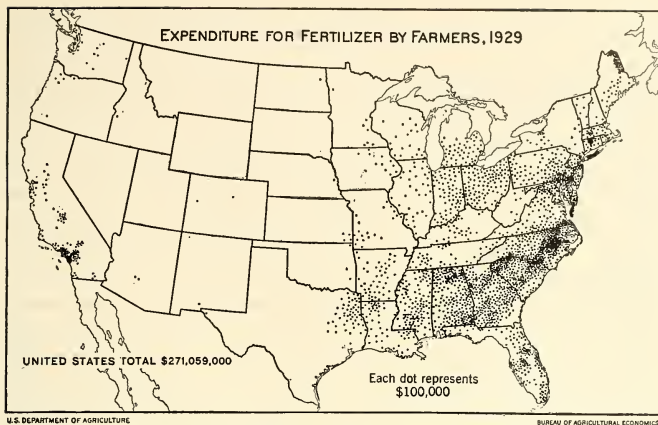 EXPENDITURE FOR FERTILIZER BY FARMERS, 1929
UNITED STATES TOTAL $271,059,000
Each dot represents
$100,000
U.S. DEPARTMENT OF AGRICULTURE
BUREAU OF AGRICULTURAL ECONOMICS